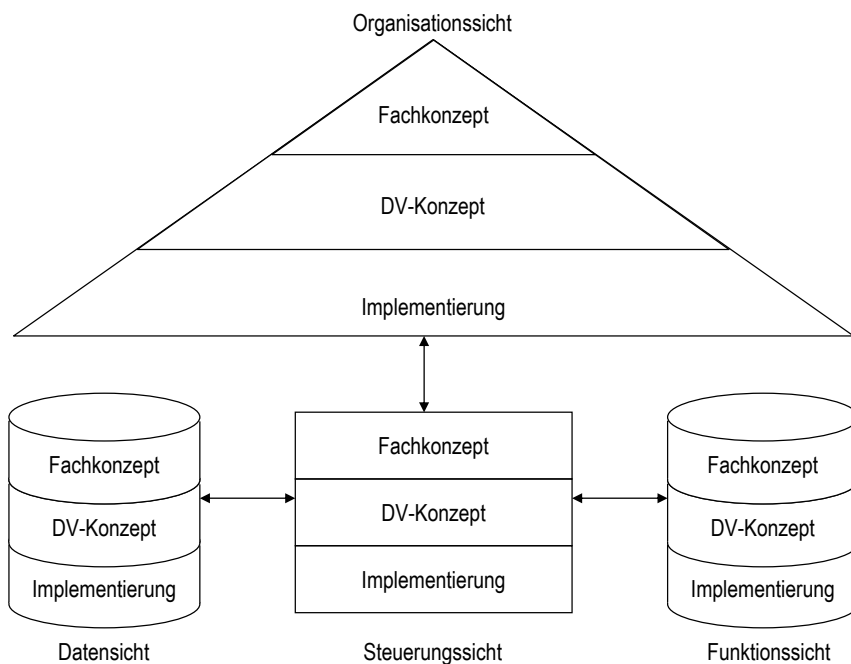 Organisationssicht
Fachkonzept
DV-Konzept
Implementierung
Fachkonzept
DV-Konzept
Implementierung
Datensicht
Fachkonzept
DV-Konzept
Implementierung
Steuerungssicht
Fachkonzept
DV-Konzept
Implementierung
Funktionssicht